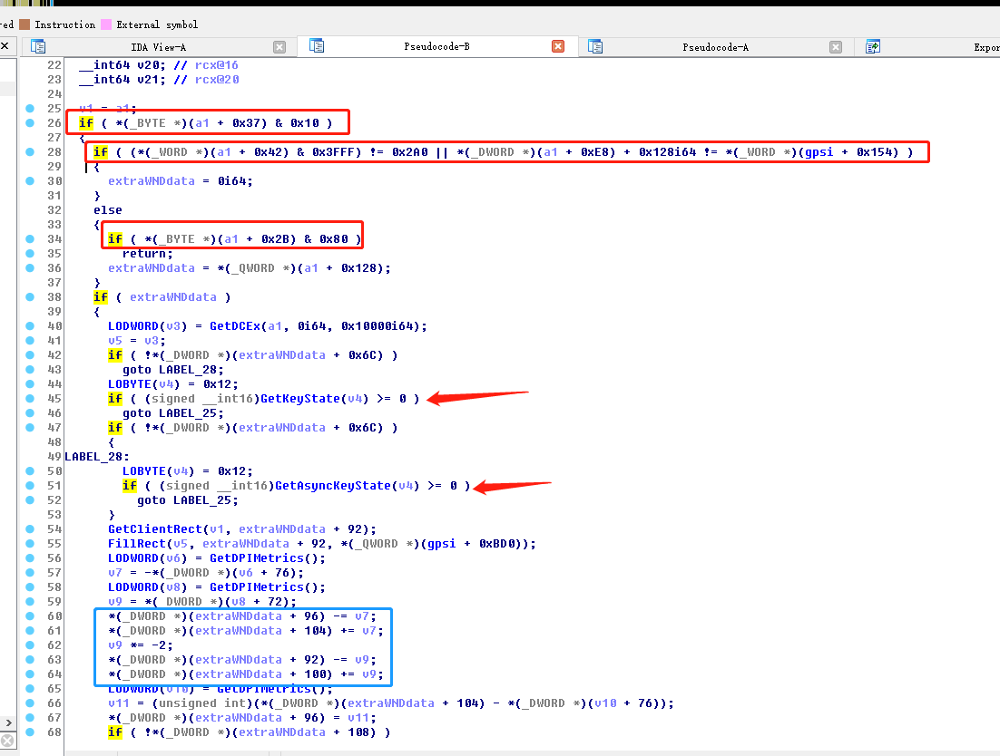 red Instruction External symbol
IDA View-A Pseudocode-B Pseudocode-A Expor
22 __int64 v20; // rcx@16
23 __int64 v21; // rcx@20
24
25 v1 = a1;
26 if ( *(_BYTE *)(a1 + 0x37) & 0x10 )
27 {
28 if ( (*(_WORD *)(a1 + 0x42) & 0x3FFF) != 0x2A0 || *(_DWORD *)(a1 + 0xE8) + 0x128i64 != *(_WORD *)(gpsi + 0x154) )
29 {
30 extraWNDdata = 0i64;
31 }
32 else
33 {
34 if ( *(_BYTE *)(a1 + 0x2B) & 0x80 )
35 return;
36 extraWNDdata = *(_QWORD *)(a1 + 0x128);
37 }
38 if ( extraWNDdata )
39 {
40 LODWORD(v3) = GetDCEx(a1, 0i64, 0x10000i64);
41 v5 = v3;
42 if ( !*(_DWORD *)(extraWNDdata + 0x6C) )
43 goto LABEL_28;
44 LOBYTE(v4) = 0x12;
45 if ( (signed __int16)GetKeyState(v4) >= 0 )
46 goto LABEL_25;
47 if ( !*(_DWORD *)(extraWNDdata + 0x6C) )
48 {
49 LABEL_28:
50 LOBYTE(v4) = 0x12;
51 if ( (signed __int16)GetAsyncKeyState(v4) >= 0 )
52 goto LABEL_25;
53 }
54 GetClientRect(v1, extraWNDdata + 92);
55 FillRect(v5, extraWNDdata + 92, *(_QWORD *)(gpsi + 0xBD0));
56 LODWORD(v6) = GetDPIMetrics();
57 v7 = -*(_DWORD *)(v6 + 76);
58 LODWORD(v8) = GetDPIMetrics();
59 v9 = *(_DWORD *)(v8 + 72);
60 *(_DWORD *)(extraWNDdata + 96) -= v7;
61 *(_DWORD *)(extraWNDdata + 104) += v7;
62 v9 *= -2;
63 *(_DWORD *)(extraWNDdata + 92) -= v9;
64 *(_DWORD *)(extraWNDdata + 100) += v9;
65 LODWORD(v10) = GetDPIMetrics();
66 v11 = (unsigned int)(*(_DWORD *)(extraWNDdata + 104) - *(_DWORD *)(v10 + 76));
67 *(_DWORD *)(extraWNDdata + 96) = v11;
68 if ( !*(_DWORD *)(extraWNDdata + 108) )